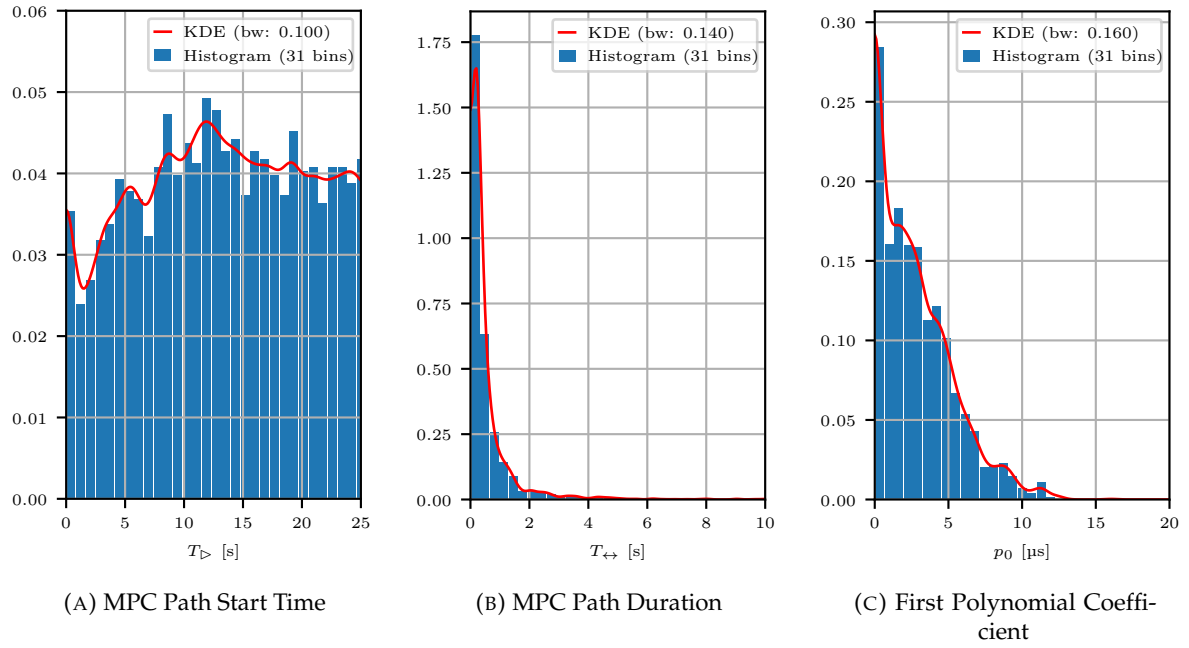 0.06
0.05
0.04
0.03
0.02
0.01
0.00
0 5 10 15 20 25
T▷ [s]
KDE (bw: 0.100)
Histogram (31 bins)
(A) MPC Path Start Time
1.75
1.50
1.25
1.00
0.75
0.50
0.25
0.00
0 2 4 6 8 10
T↔ [s]
KDE (bw: 0.140)
Histogram (31 bins)
(B) MPC Path Duration
0.30
0.25
0.20
0.15
0.10
0.05
0.00
0 5 10 15 20
p0 [µs]
KDE (bw: 0.160)
Histogram (31 bins)
(C) First Polynomial Coeffi-
cient